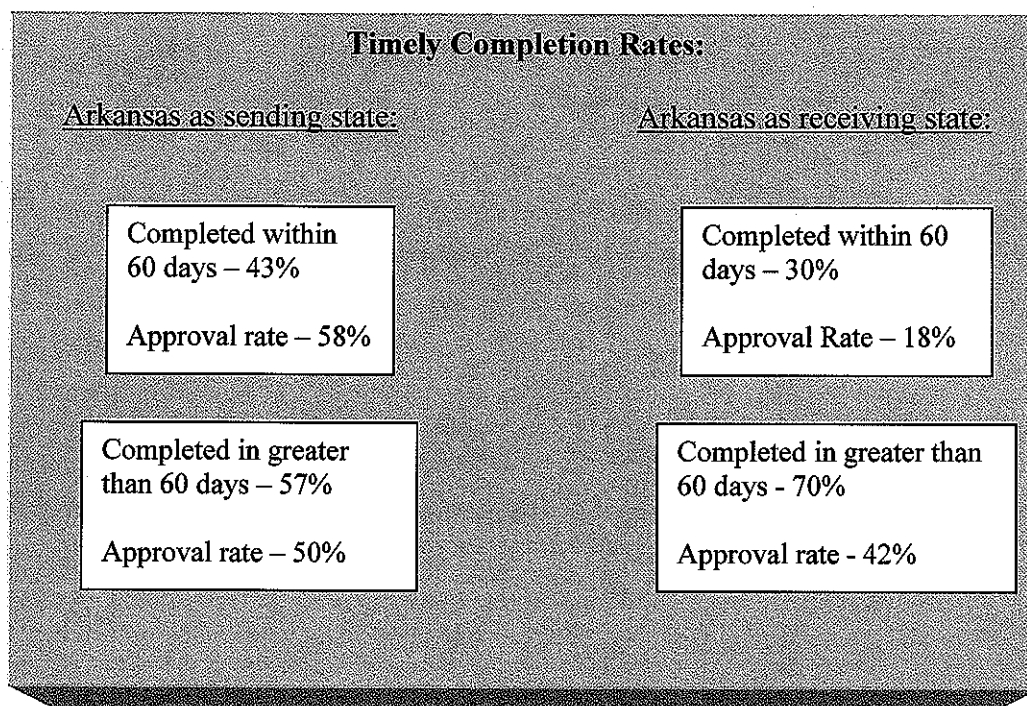 Timely Completion Rates:
Arkansas as sending state:
Completed within
60 days – 43%
Approval rate – 58%
Completed in greater
than 60 days – 57%
Approval rate – 50%
Arkansas as receiving state:
Completed within 60
days – 30%
Approval Rate – 18%
Completed in greater than
60 days - 70%
Approval rate - 42%